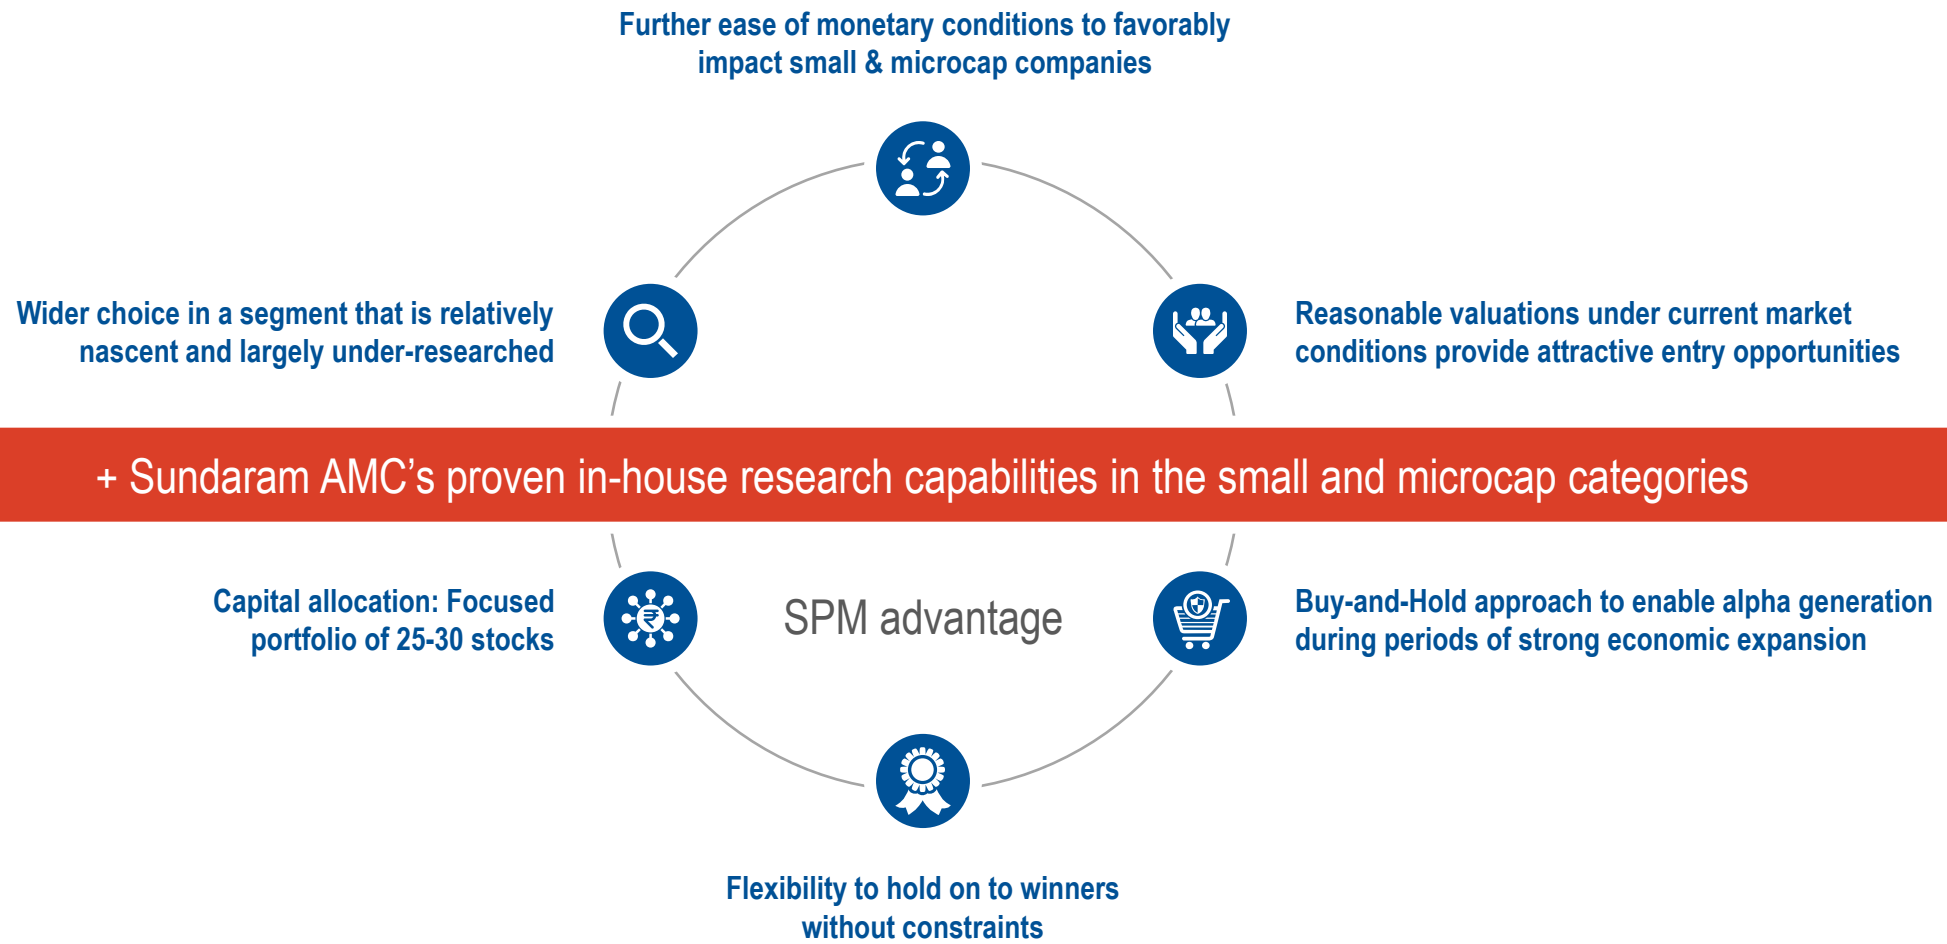 Further ease of monetary conditions to favorably
impact small & microcap companies
Wider choice in a segment that is relatively
nascent and largely under-researched
Reasonable valuations under current market
conditions provide attractive entry opportunities
+ Sundaram AMC’s proven in-house research capabilities in the small and microcap categories
Capital allocation: Focused
portfolio of 25-30 stocks
₹
SPM advantage
Buy-and-Hold approach to enable alpha generation
during periods of strong economic expansion
Flexibility to hold on to winners
without constraints